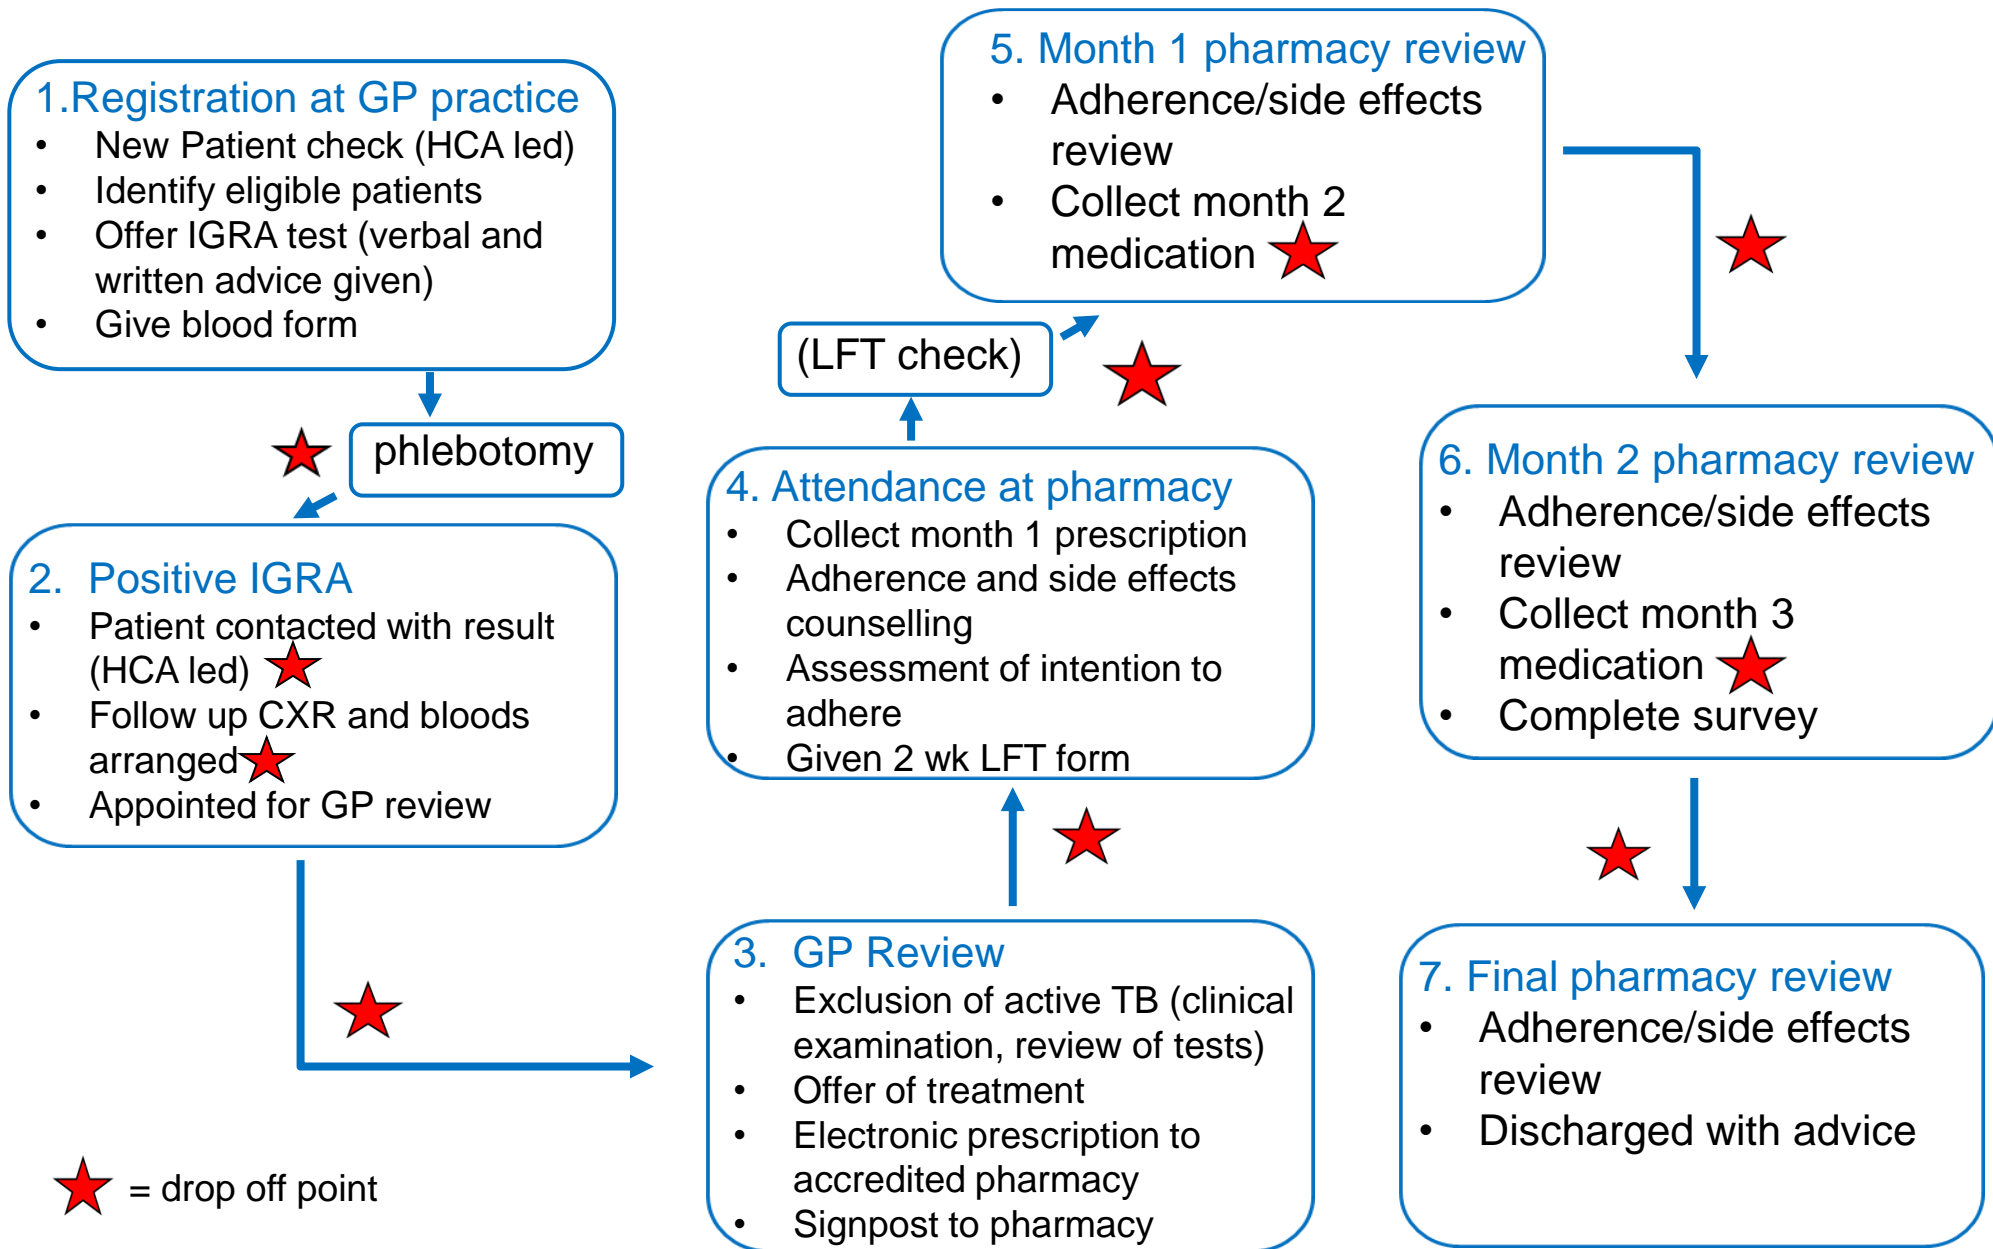 1.Registration at GP practice
• New Patient check (HCA led)
• Identify eligible patients
• Offer IGRA test (verbal and
written advice given)
• Give blood form
phlebotomy
2. Positive IGRA
• Patient contacted with result
(HCA led)
• Follow up CXR and bloods
arranged
• Appointed for GP review
3. GP Review
• Exclusion of active TB (clinical
examination, review of tests)
• Offer of treatment
• Electronic prescription to
accredited pharmacy
• Signpost to pharmacy
4. Attendance at pharmacy
• Collect month 1 prescription
• Adherence and side effects
counselling
• Assessment of intention to
adhere
• Given 2 wk LFT form
(LFT check)
5. Month 1 pharmacy review
• Adherence/side effects
review
• Collect month 2
medication
6. Month 2 pharmacy review
• Adherence/side effects
review
• Collect month 3
medication
• Complete survey
7. Final pharmacy review
• Adherence/side effects
review
• Discharged with advice
= drop off point